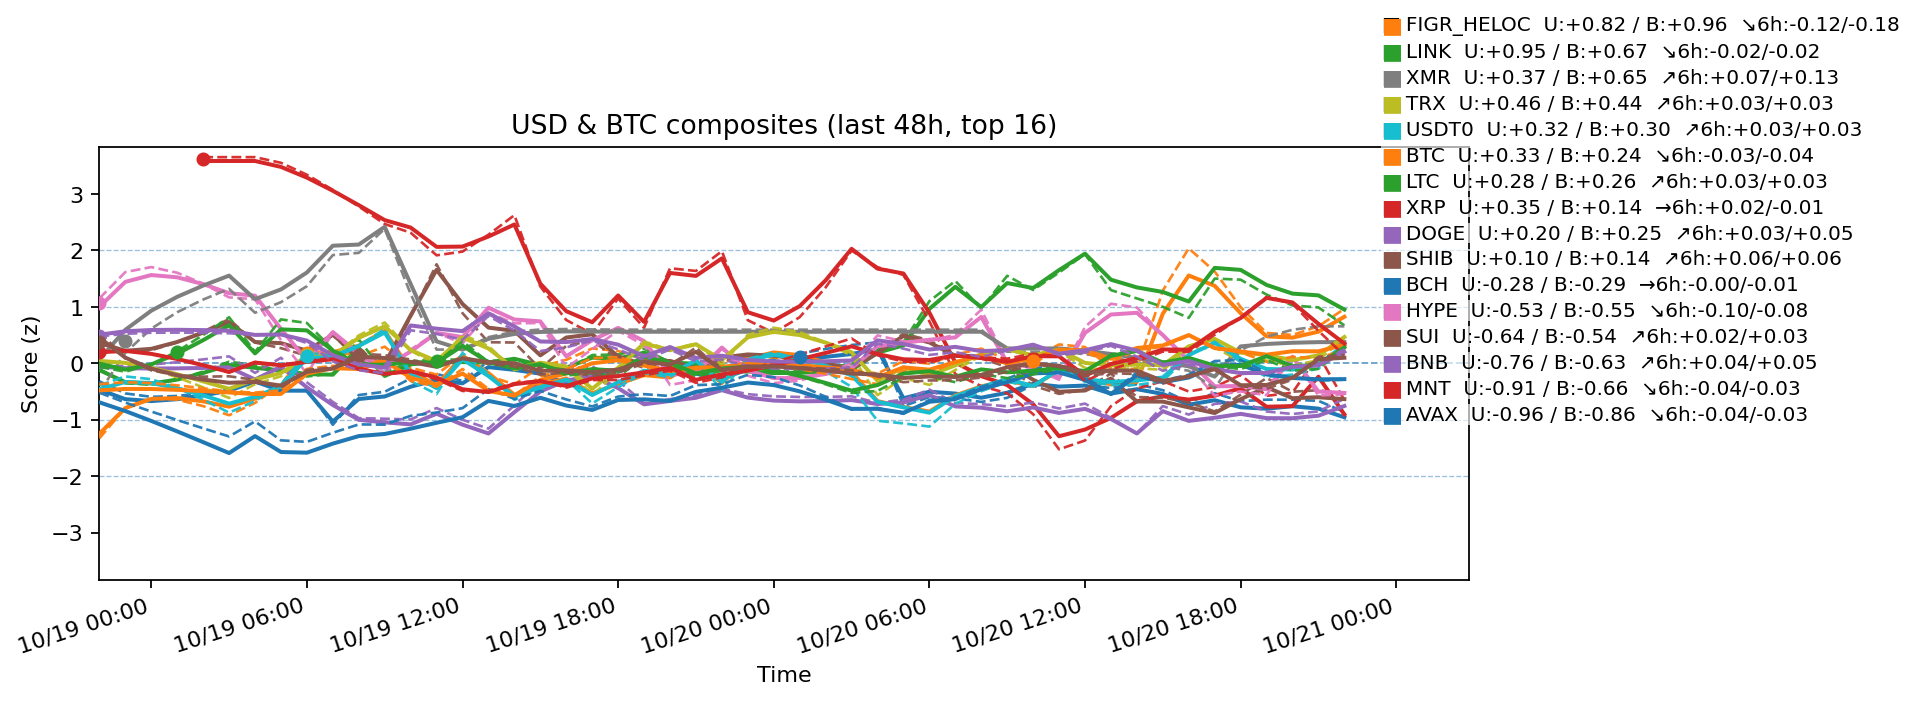 FIGR_HELOC U:+0.82 / B:+0.96 ↘6h:-0.12/-0.18
LINK U:+0.95 / B:+0.67 ↘6h:-0.02/-0.02
XMR U:+0.37 / B:+0.65 ↗6h:+0.07/+0.13
TRX U:+0.46 / B:+0.44 ↗6h:+0.03/+0.03
USDT0 U:+0.32 / B:+0.30 ↗6h:+0.03/+0.03
BTC U:+0.33 / B:+0.24 ↘6h:-0.03/-0.04
LTC U:+0.28 / B:+0.26 ↗6h:+0.03/+0.03
XRP U:+0.35 / B:+0.14 →6h:+0.02/-0.01
DOGE U:+0.20 / B:+0.25 ↗6h:+0.03/+0.05
SHIB U:+0.10 / B:+0.14 ↗6h:+0.06/+0.06
BCH U:-0.28 / B:-0.29 →6h:-0.00/-0.01
HYPE U:-0.53 / B:-0.55 ↘6h:-0.10/-0.08
SUI U:-0.64 / B:-0.54 ↗6h:+0.02/+0.03
BNB U:-0.76 / B:-0.63 ↗6h:+0.04/+0.05
MNT U:-0.91 / B:-0.66 ↘6h:-0.04/-0.03
AVAX U:-0.96 / B:-0.86 ↘6h:-0.04/-0.03
USD & BTC composites (last 48h, top 16)
Score (z)
3
2
1
0
−1
−2
−3
10/19 00:00
10/19 06:00
10/19 12:00
10/19 18:00
10/20 00:00
10/20 06:00
10/20 12:00
10/20 18:00
10/21 00:00
Time